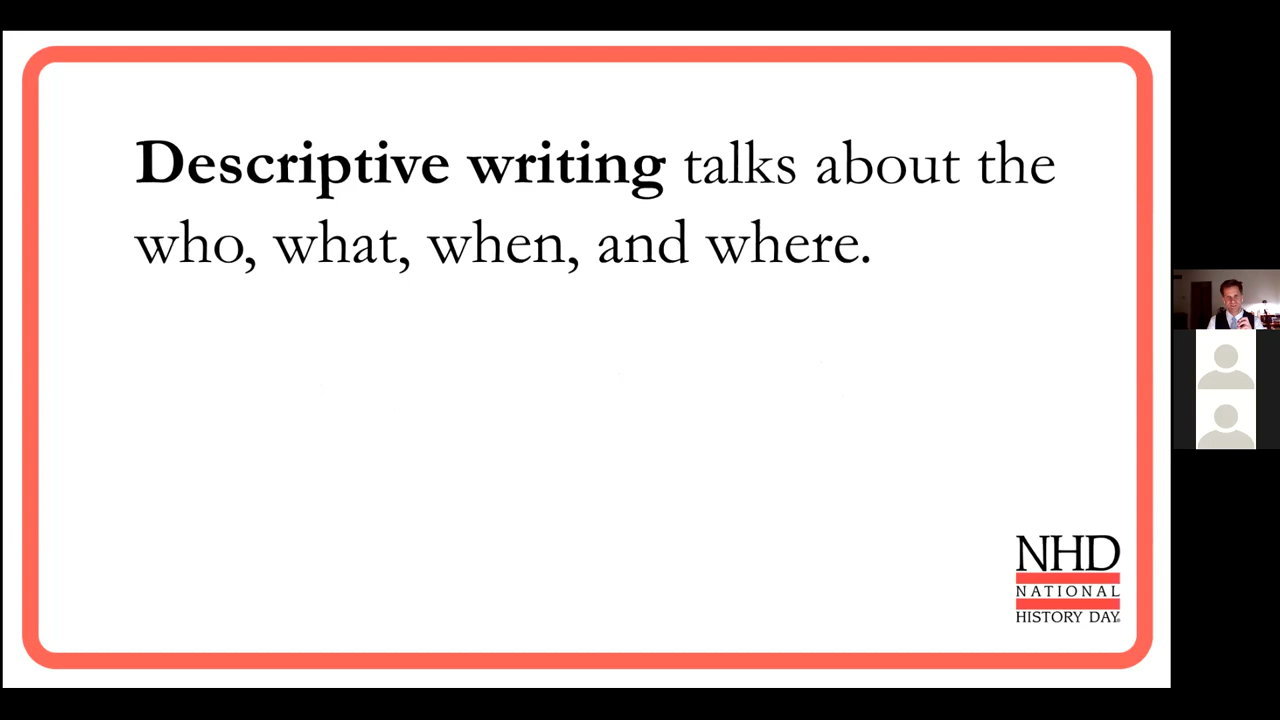 Descriptive writing talks about the
who, what, when, and where.
NHD
NATIONAL
HISTORY DAY